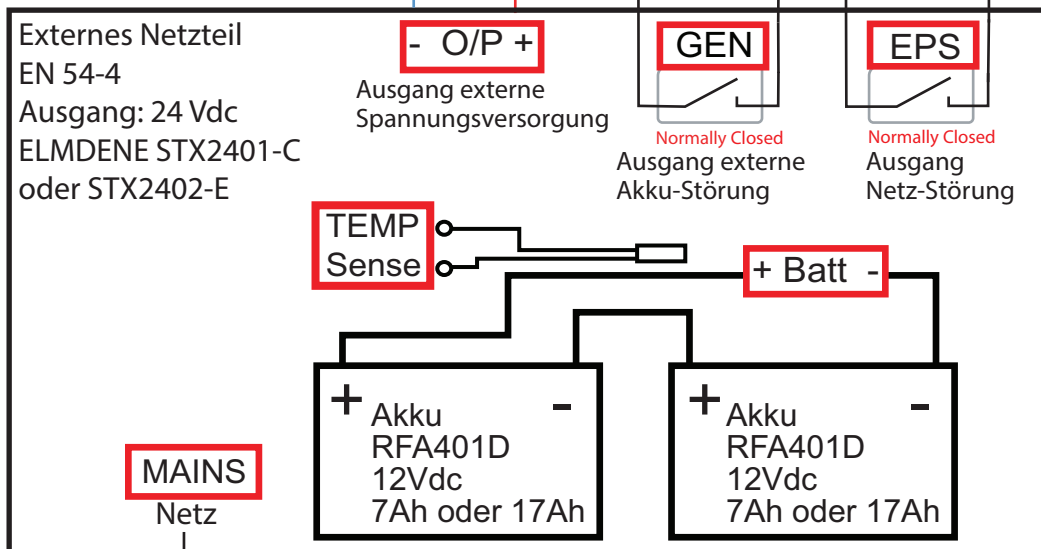 Externes Netzteil
EN 54-4
Ausgang: 24 Vdc
ELMDENE STX2401-C
oder STX2402-E
- O/P +
Ausgang externe
Spannungsversorgung
GEN
Normally Closed
Ausgang externe
Akku-Störung
EPS
Normally Closed
Ausgang
Netz-Störung
TEMP
Sense
+ Batt -
+ -
Akku
RFA401D
12Vdc
7Ah oder 17Ah
+ -
Akku
RFA401D
12Vdc
7Ah oder 17Ah
MAINS
Netz